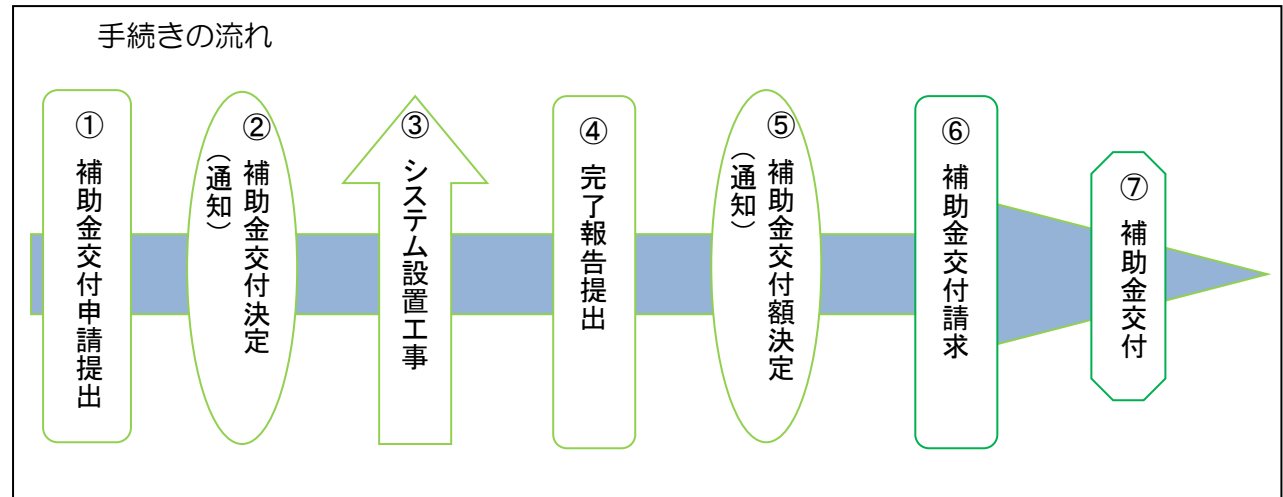 手続きの流れ
①
補助金交付申請提出
②
補助金交付決定
（通知）
③
システム設置工事
④
完了報告提出
⑤
補助金交付額決定
（通知）
⑥
補助金交付請求
⑦
補助金交付